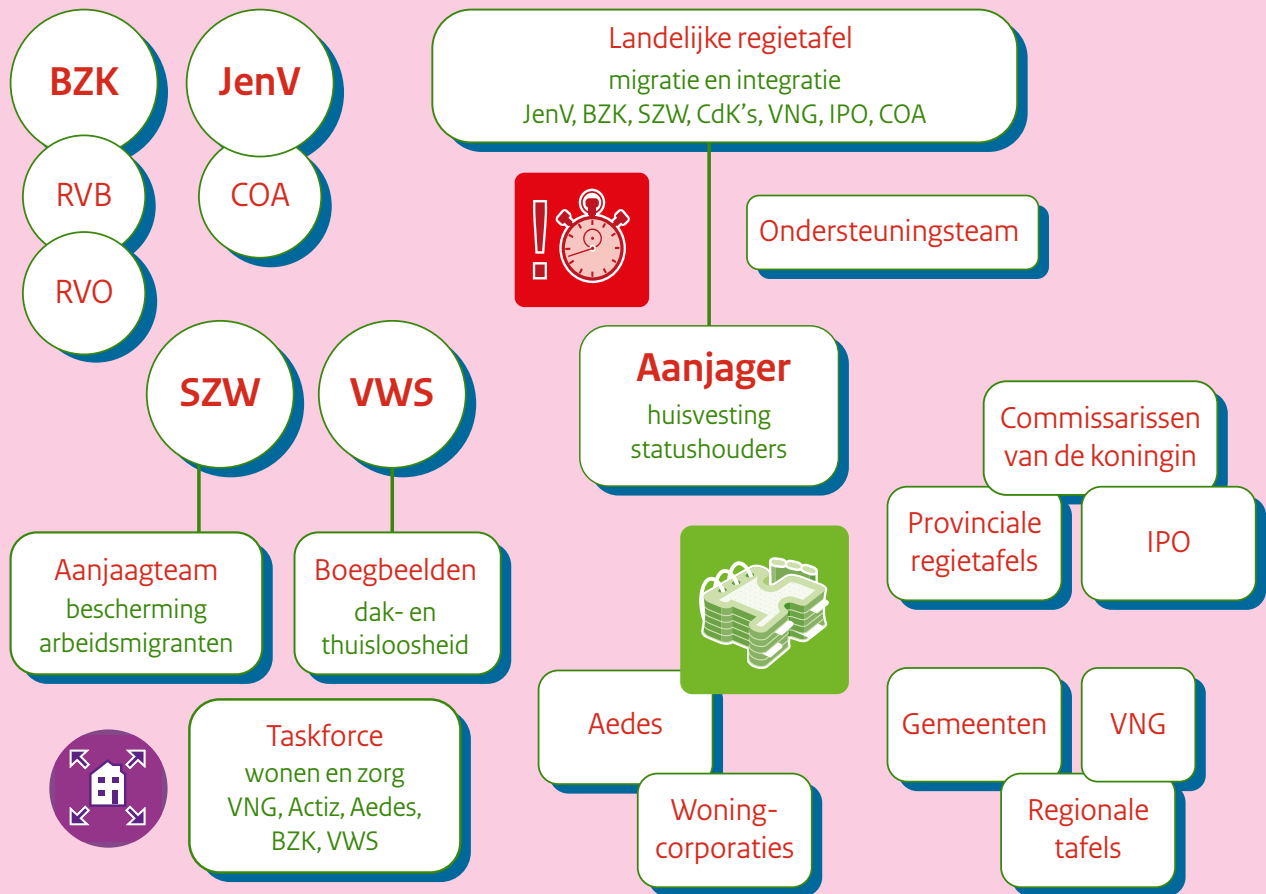 BZK
JenV
RVB
COA
RVO
Landelijke regietafel
migratie en integratie
JenV, BZK, SZW, CdK's, VNG, IPO, COA
Ondersteuningsteam
SZW
VWS
Aanjager
huisvesting
statushouders
Commissarissen
van de koningin
Provinciale
regietafels
IPO
Aanjaagteam
bescherming
arbeidsmigranten
Boegbeelden
dak- en
thuisloosheid
Taskforce
wonen en zorg
VNG, Actiz, Aedes,
BZK, VWS
Aedes
Woning-
corporaties
Gemeenten
VNG
Regionale
tafels